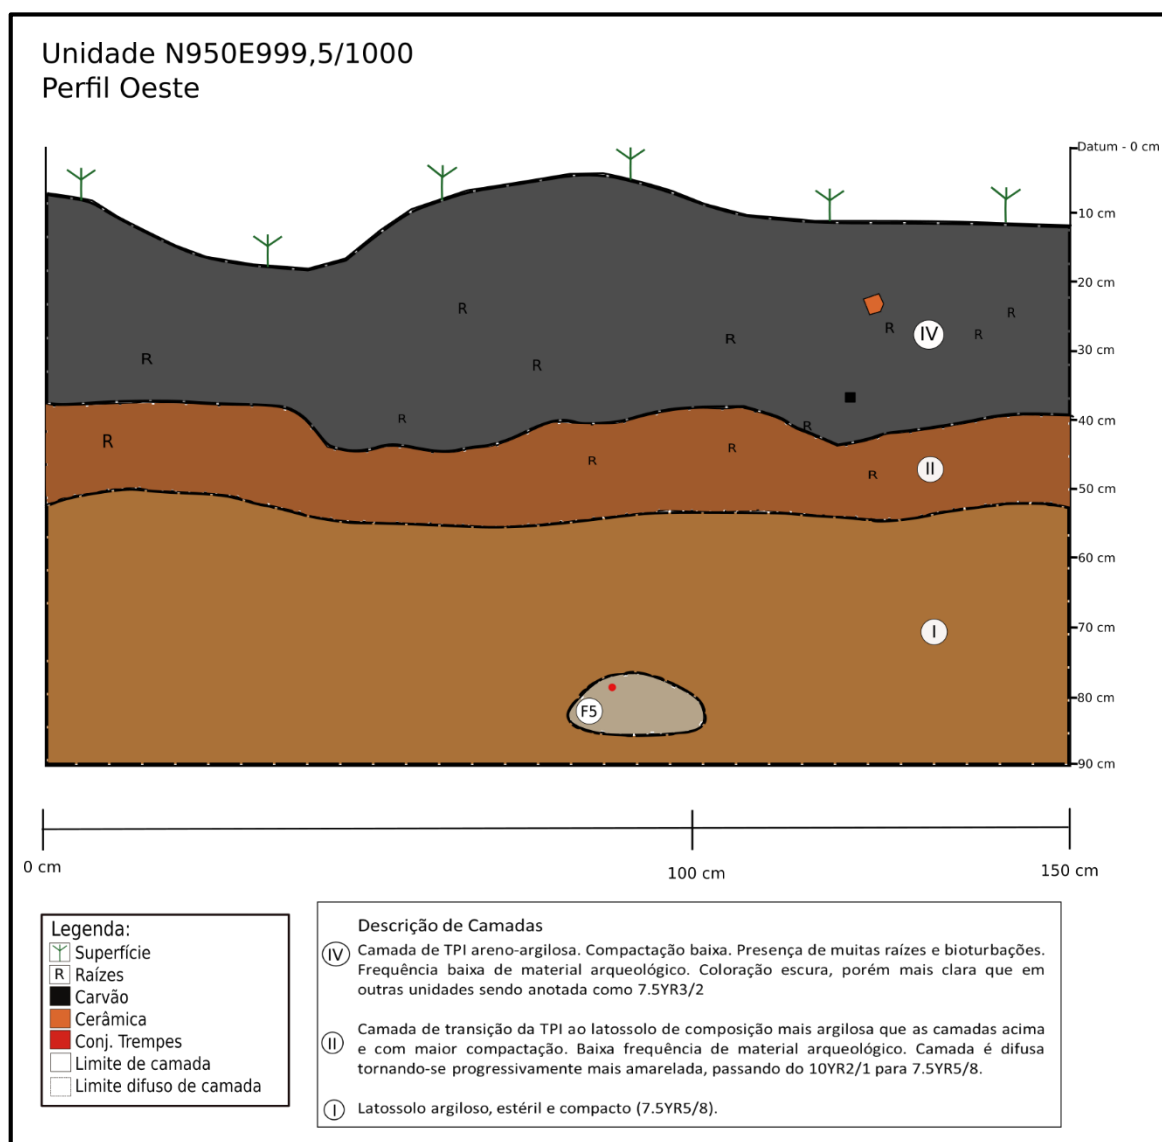 Unidade N950E999,5/1000
Perfil Oeste
Datum - 0 cm
10 cm
20 cm
R
R
R
IV
R
R
R
30 cm
R
R
R
R
40 cm
R
R
R
II
R
50 cm
60 cm
I
70 cm
80 cm
F5
90 cm
0 cm
100 cm
150 cm
Legenda:
Superfície
R Raízes
Carvão
Cerâmica
Conj. Trempes
Limite de camada
Limite difuso de camada
Descrição de Camadas
IV Camada de TPI areno-argilosa. Compactação baixa. Presença de muitas raízes e bioturbações.
Frequência baixa de material arqueológico. Coloração escura, porém mais clara que em
outras unidades sendo anotada como 7.5YR3/2
Camada de transição da TPI ao latossolo de composição mais argilosa que as camadas acima
II e com maior compactação. Baixa frequência de material arqueológico. Camada é difusa
tornando-se progressivamente mais amarelada, passando do 10YR2/1 para 7.5YR5/8.
I Latossolo argiloso, estéril e compacto (7.5YR5/8).